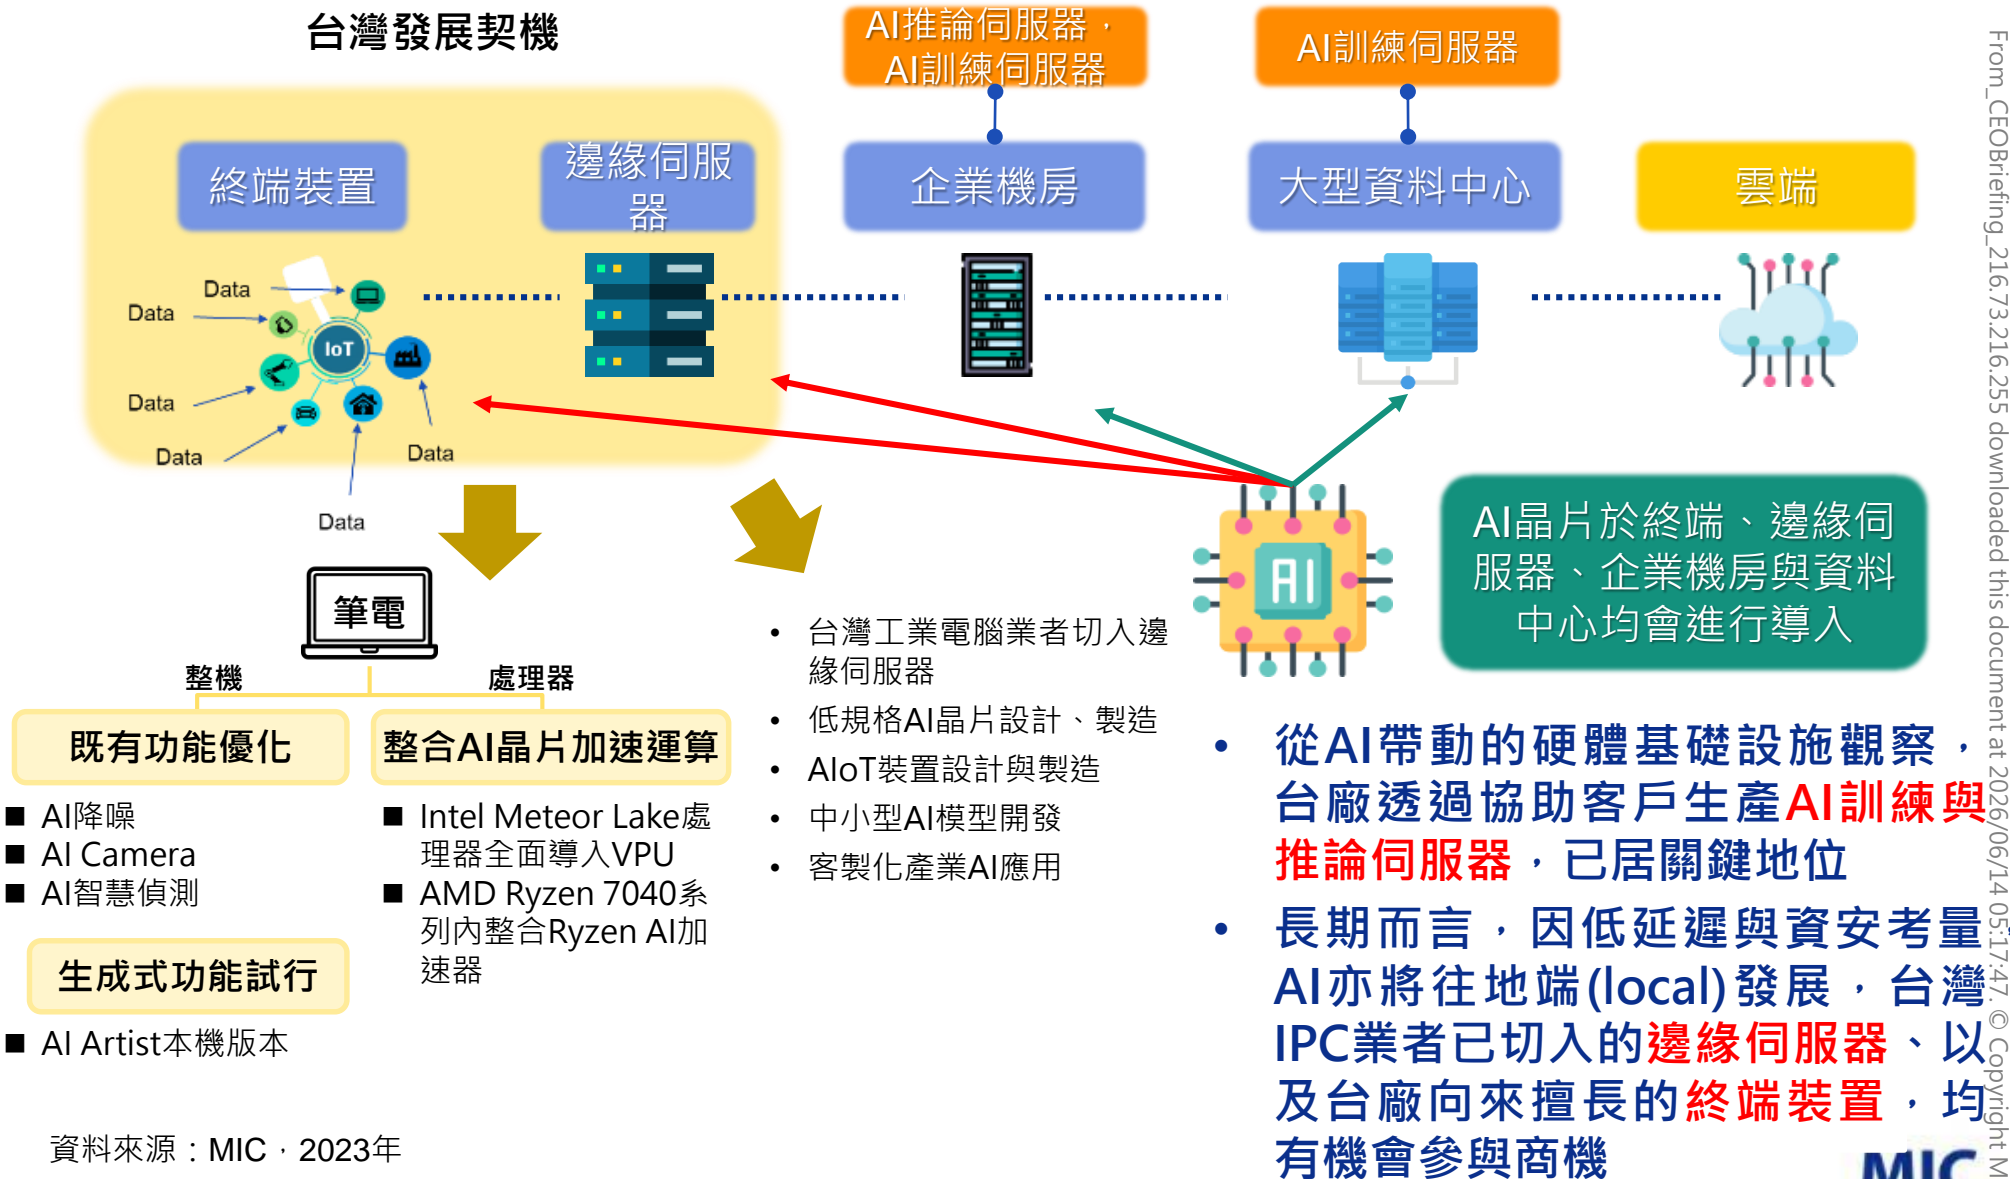 台灣發展契機
AI推論伺服器，
AI訓練伺服器
AI訓練伺服器
終端裝置
邊緣伺服
器
企業機房
大型資料中心
雲端
Data
Data
Data
Data
Data
Data
IoT
AI
AI晶片於終端、邊緣伺
服器、企業機房與資料
中心均會進行導入
筆電
整機
處理器
既有功能優化
■ AI降噪
■ AI Camera
■ AI智慧偵測
生成式功能試行
■ AI Artist本機版本
整合AI晶片加速運算
■ Intel Meteor Lake處
理器全面導入VPU
■ AMD Ryzen 7040系
列內整合Ryzen AI加
速器
• 台灣工業電腦業者切入邊
緣伺服器
• 低規格AI晶片設計、製造
• AIoT裝置設計與製造
• 中小型AI模型開發
• 客製化產業AI應用
• 從AI帶動的硬體基礎設施觀察，
台廠透過協助客戶生產AI訓練與
推論伺服器，已居關鍵地位
• 長期而言，因低延遲與資安考量，
AI亦將往地端(local)發展，台灣
IPC業者已切入的邊緣伺服器、以
及台廠向來擅長的終端裝置，均
有機會參與商機
資料來源：MIC，2023年
MIC
From_CEOBriefing_216.73.216.255 downloaded this document at 2026/06/14 05:17:47. © Copyright M